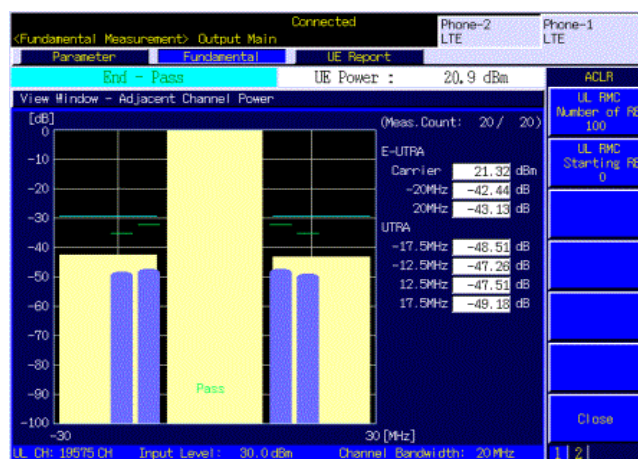 Connected
<Fundamental Measurement> Output Main
Phone-2
LTE
Phone-1
LTE
Parameter
Fundamental
UE Report
End - Pass
UE Power :
20.9 dBm
ACLR
View Window - Adjacent Channel Power
UL RMC
Number of RB
100
UL RMC
Starting RB
0
[dB]
(Meas.Count: 20 / 20)
0
-10
-20
-30
-40
-50
-60
-70
-80
-90
-100
E-UTRA
Carrier 21.32 dBm
-20MHz -42.44 dB
20MHz -43.13 dB
UTRA
-17.5MHz -48.51 dB
-12.5MHz -47.26 dB
12.5MHz -47.51 dB
17.5MHz -49.18 dB
Pass
-30
30 [MHz]
Close
UL CH: 19575 CH Input Level: 30.0 dBm Channel Bandwidth: 20 MHz
1 2